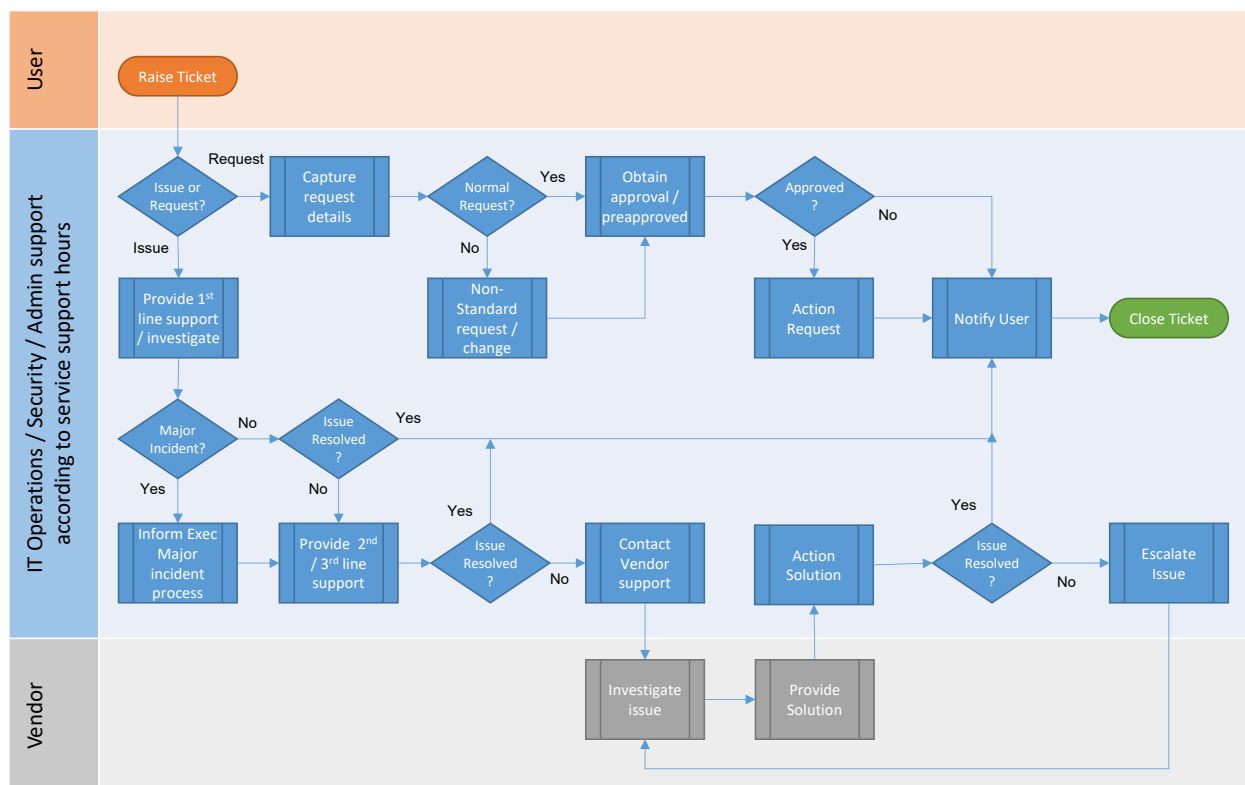 User
Raise Ticket
IT Operations / Security / Admin support
according to service support hours
Issue or
Request?
Request
Capture
request
details
Normal
Request?
Yes
Obtain
approval /
preapproved
Approved
?
No
Issue
No
Yes
Provide 1st
line support
/ investigate
Non-
Standard
request /
change
Action
Request
Notify User
Close Ticket
Major
Incident?
No
Issue
Resolved
?
Yes
Yes
No
Yes
Yes
Inform Exec
Major
incident
process
Provide 2nd
/ 3rd line
support
Issue
Resolved
?
No
Contact
Vendor
support
Action
Solution
Issue
Resolved
?
No
Escalate
Issue
Vendor
Investigate
issue
Provide
Solution